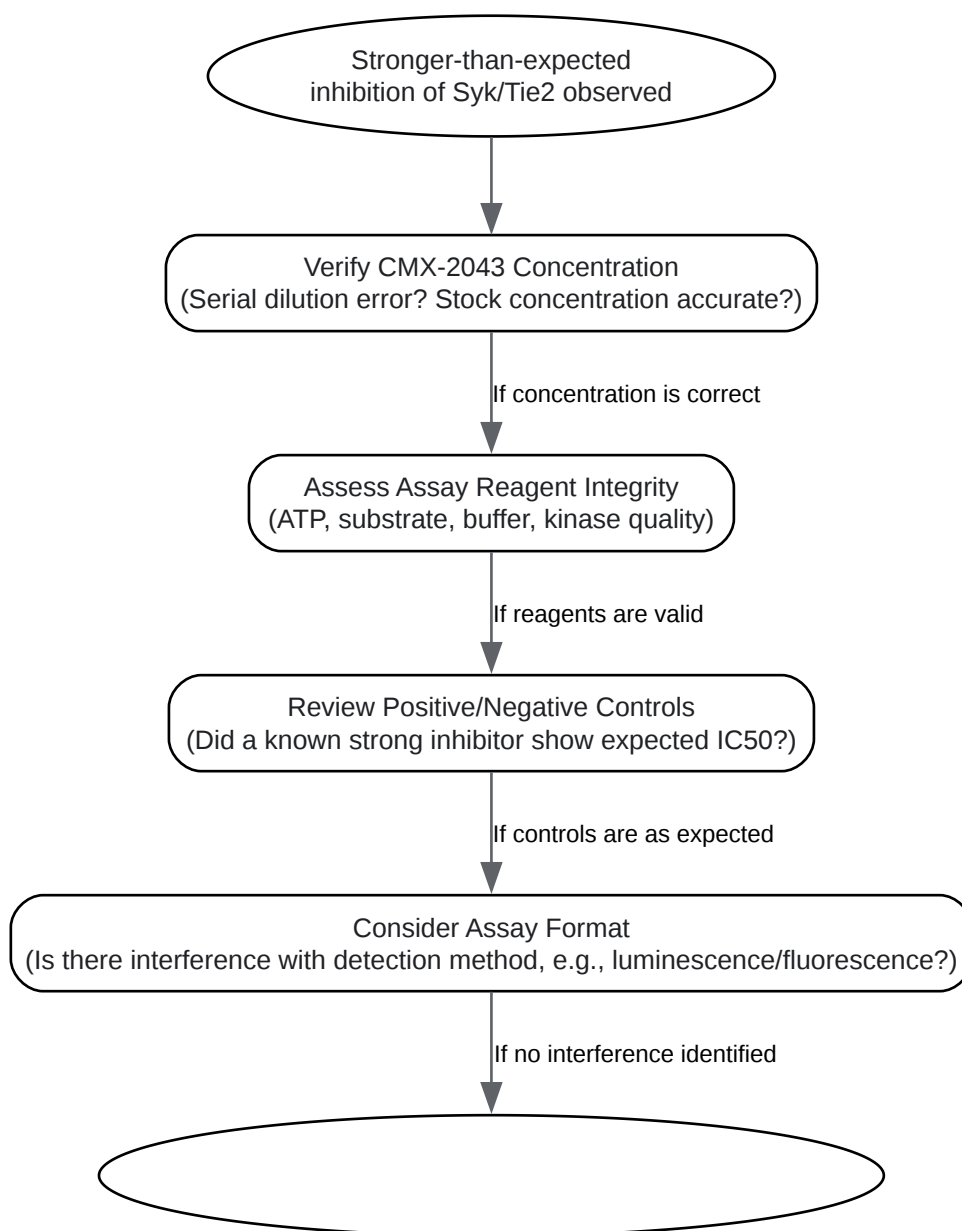 Stronger-than-expected
inhibition of Syk/Tie2 observed
Verify CMX-2043 Concentration
(Serial dilution error? Stock concentration accurate?)
If concentration is correct
Assess Assay Reagent Integrity
(ATP, substrate, buffer, kinase quality)
If reagents are valid
Review Positive/Negative Controls
(Did a known strong inhibitor show expected IC50?)
If controls are as expected
Consider Assay Format
(Is there interference with detection method, e.g., luminescence/fluorescence?)
If no interference identified